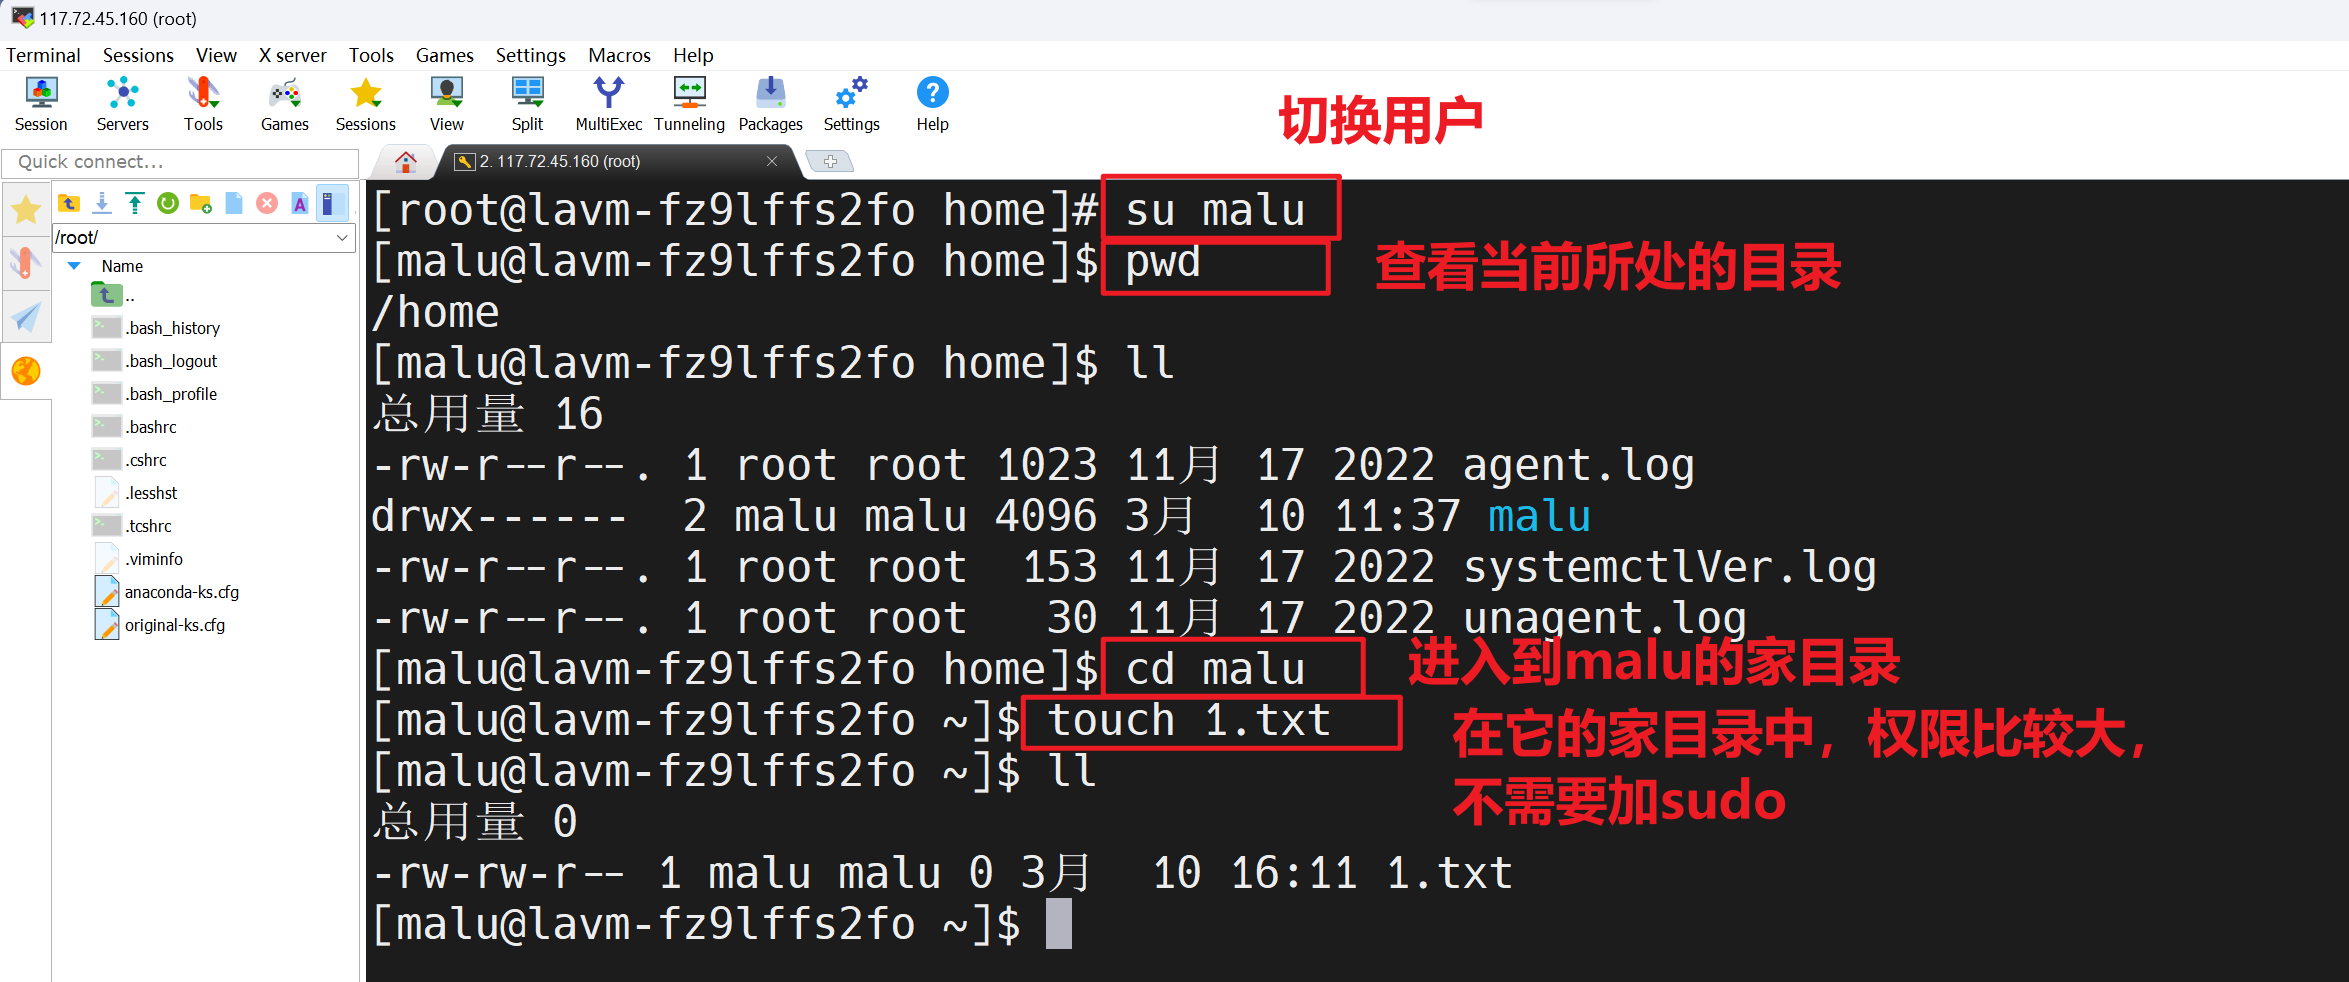 117.72.45.160 (root)
Terminal Sessions View X server Tools Games Settings Macros Help
Session Servers Tools Games Sessions View Split MultiExec Tunneling Packages Settings Help
切换用户
Quick connect...
2. 117.72.45.160 (root)
/root/
Name
..
.bash_history
.bash_logout
.bash_profile
.bashrc
.cshrc
.lesshst
.tcshrc
.viminfo
anaconda-ks.cfg
original-ks.cfg
[root@lavm-fz9lffs2fo home]# su malu
[malu@lavm-fz9lffs2fo home]$ pwd
查看当前所处的目录
/home
[malu@lavm-fz9lffs2fo home]$ ll
总用量 16
-rw-r--r--. 1 root root 1023 11月 17 2022 agent.log
drwx------ 2 malu malu 4096 3月 10 11:37 malu
-rw-r--r--. 1 root root 153 11月 17 2022 systemctlVer.log
-rw-r--r--. 1 root root 30 11月 17 2022 unagent.log
[malu@lavm-fz9lffs2fo home]$ cd malu
进入到malu的家目录
[malu@lavm-fz9lffs2fo ~]$ touch 1.txt
在它的家目录中，权限比较大，
不需要加sudo
[malu@lavm-fz9lffs2fo ~]$ ll
总用量 0
-rw-rw-r-- 1 malu malu 0 3月 10 16:11 1.txt
[malu@lavm-fz9lffs2fo ~]$